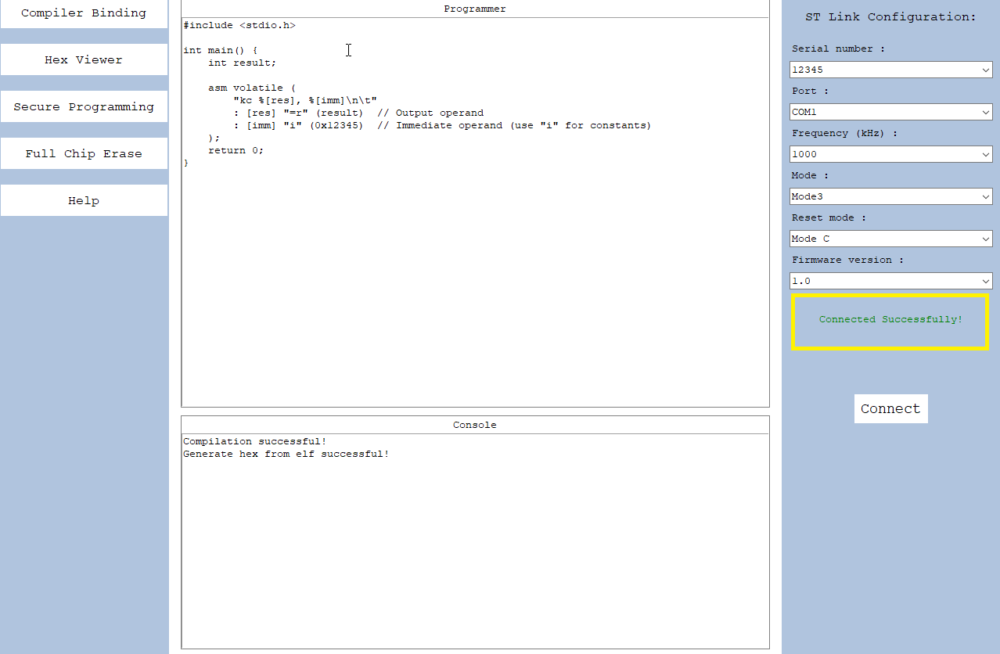 Compiler Binding
Hex Viewer
Secure Programming
Full Chip Erase
Help
Programmer
#include <stdio.h>
int main() {
    int result;
    asm volatile (
        "kc %[res], %[imm]\n\t"
        : [res] "=r" (result)  // Output operand
        : [imm] "i" (0x12345)  // Immediate operand (use "i" for constants)
    );
    return 0;
}
Console
Compilation successful!
Generate hex from elf successful!
ST Link Configuration:
Serial number :
12345
Port :
COM1
Frequency (kHz) :
1000
Mode :
Mode3
Reset mode :
Mode C
Firmware version :
1.0
Connected Successfully!
Connect